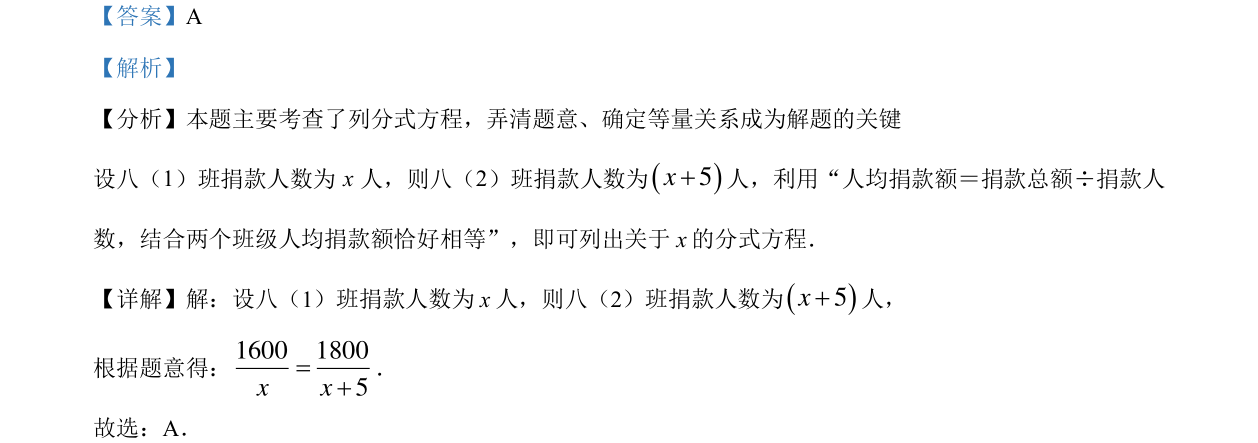 【答案】A
【解析】
【分析】本题主要考查了列分式方程，弄清题意、确定等量关系成为解题的关键
设八（1）班捐款人数为 x 人，则八（2）班捐款人数为(x+5)人，利用“人均捐款额＝捐款总额÷捐款人
数，结合两个班级人均捐款额恰好相等”，即可列出关于 x 的分式方程．
【详解】解：设八（1）班捐款人数为 x 人，则八（2）班捐款人数为(x+5)人，
根据题意得：1600/x = 1800/(x+5)．
故选：A．